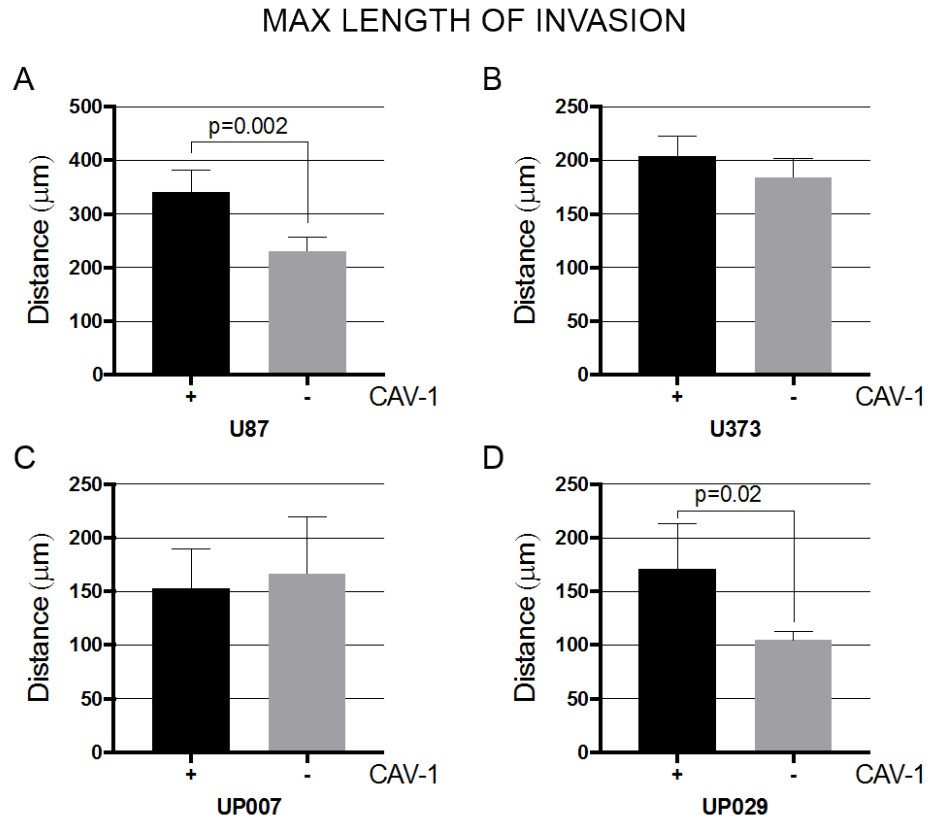 MAX LENGTH OF INVASION
A
500
400
300
200
100
0
Distance (μm)
p=0.002
+
-
CAV-1
U87
B
250
200
150
100
50
0
Distance (μm)
+
-
CAV-1
U373
C
250
200
150
100
50
0
Distance (μm)
+
-
CAV-1
UP007
D
250
200
150
100
50
0
Distance (μm)
p=0.02
+
-
CAV-1
UP029